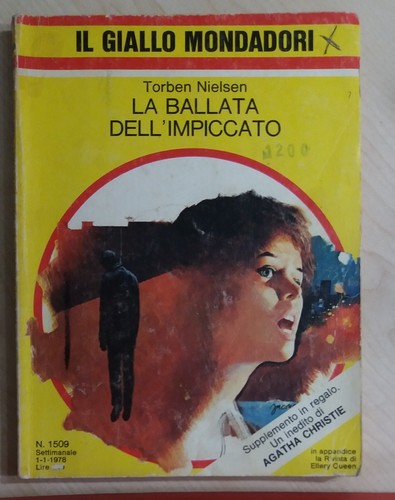 IL GIALLO MONDADORI
Torben Nielsen
LA BALLATA
DELL'IMPICCATO
1200
Supplemento in regalo.
Un inedito di
AGATHA CHRISTIE
N. 1509
Settimanale
1-1-1978
Lire
in appendice
la Rivista di
Ellery Queen